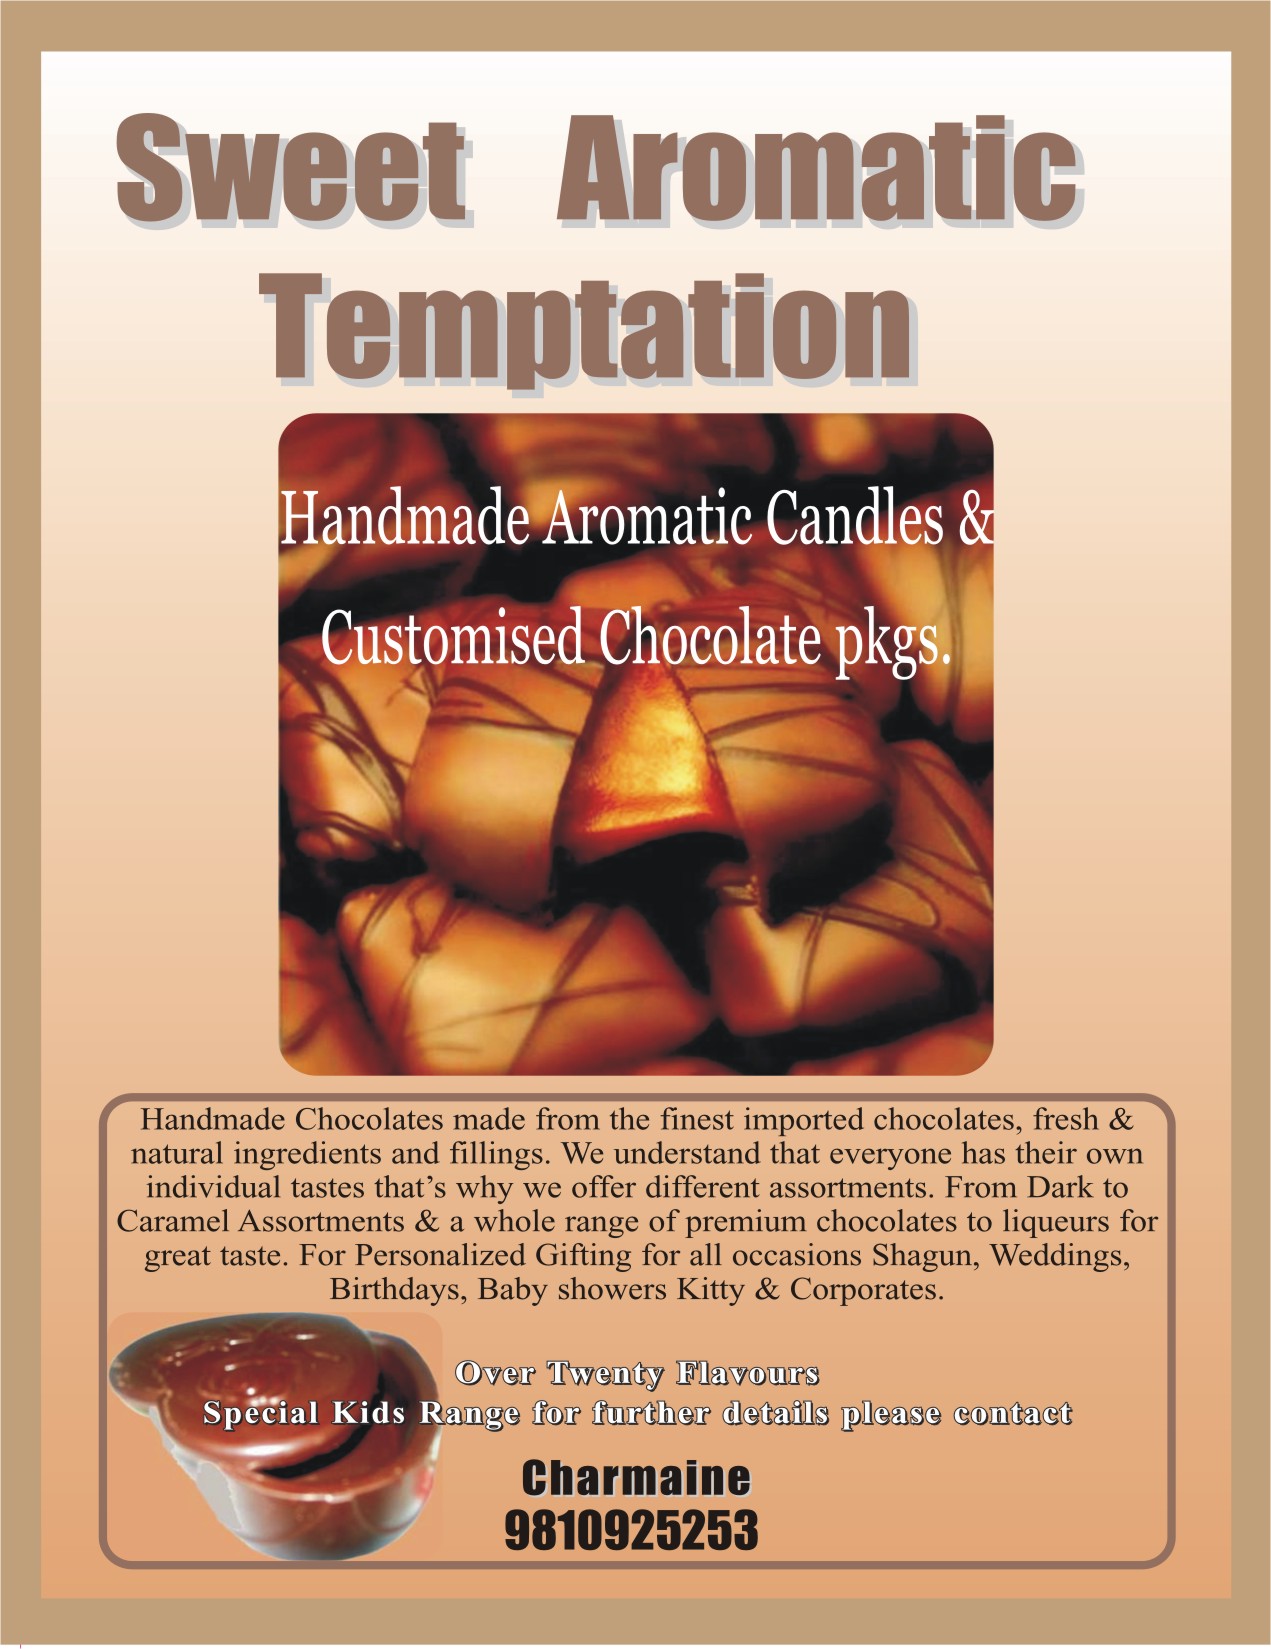 Sweet Aromatic
Temptation
Handmade Aromatic Candles &
Customised Chocolate pkgs.
Handmade Chocolates made from the finest imported chocolates, fresh &
natural ingredients and fillings. We understand that everyone has their own
individual tastes that’s why we offer different assortments. From Dark to
Caramel Assortments & a whole range of premium chocolates to liqueurs for
great taste. For Personalized Gifting for all occasions Shagun, Weddings,
Birthdays, Baby showers Kitty & Corporates.
Over Twenty Flavours
Special Kids Range for further details please contact
Charmaine
9810925253